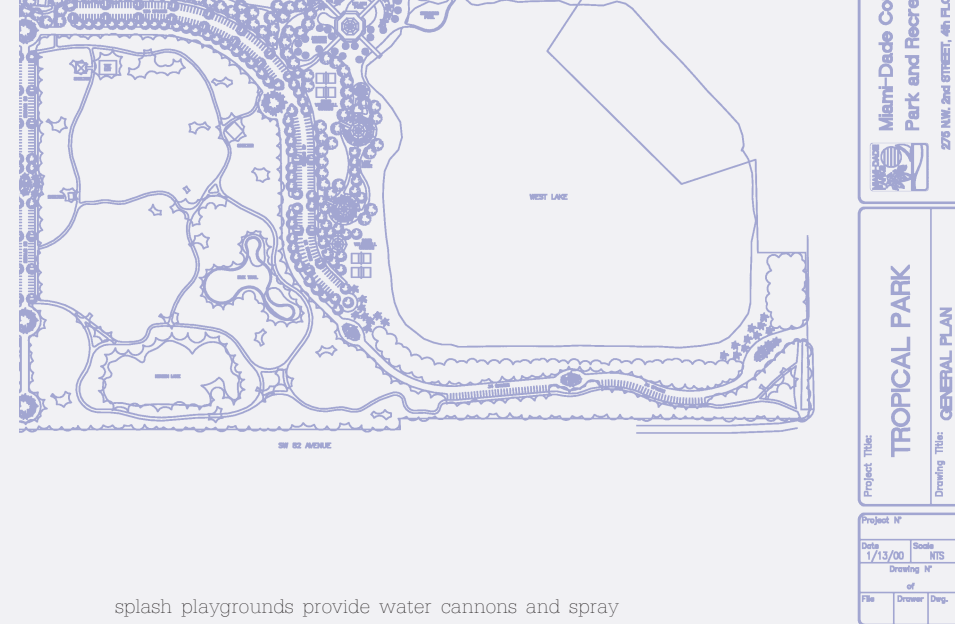 WEST LAKE
SW 82 AVENUE
Miami-Dade Co
Park and Recre
275 N.W. 2nd STREET, 4th FLO
Project Title:
TROPICAL PARK
Drawing Title:
GENERAL PLAN
Project N°
Date
1/13/00
Scale
NTS
Drawing N°
of
File
Drawer
Dwg.
splash playgrounds provide water cannons and spray